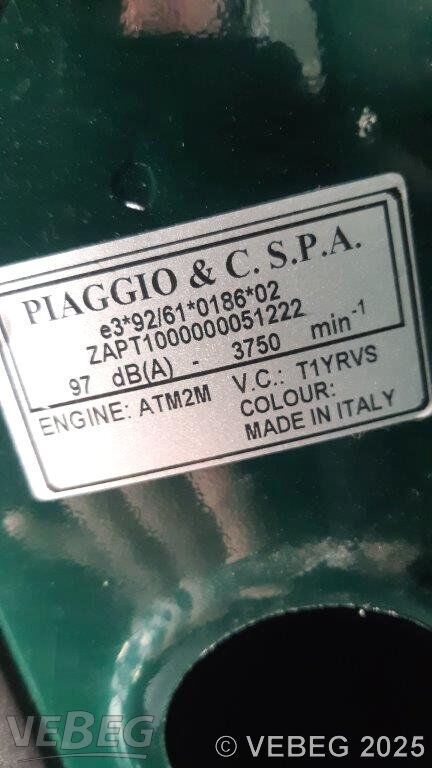 PIAGGIO & C. S.P.A.
e3*92/61*0186*02
ZAPT1000000051222
97 dB(A) - 3750 min-1
ENGINE: ATM2M V.C.: T1YRVS
COLOUR:
MADE IN ITALY
VEBEG
© VEBEG 2025